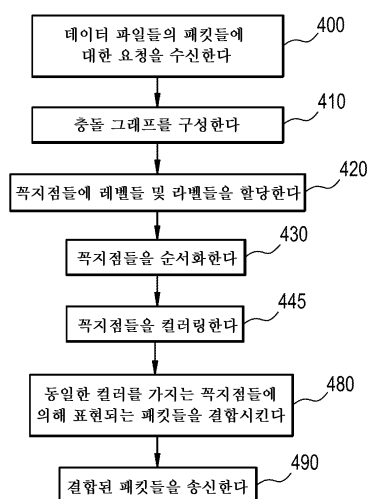 데이터 파일들의 패킷들에
대한 요청을 수신한다
400
충돌 그래프를 구성한다
410
꼭지점들에 레벨들 및 라벨들을 할당한다
420
꼭지점들을 순서화한다
430
꼭지점들을 컬러링한다
445
동일한 컬러를 가지는 꼭지점들에
의해 표현되는 패킷들을 결합시킨다
480
결합된 패킷들을 송신한다
490